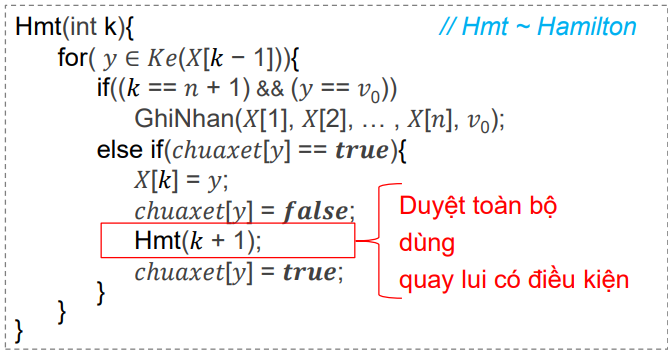 Hmt(int k){ // Hmt ~ Hamilton
for( 𝑦 ∈ 𝐾𝑒(𝑋[𝑘 − 1])){
if((𝑘 == 𝑛 + 1) && (𝑦 == 𝑣₀))
GhiNhan(𝑋[1], 𝑋[2], … , 𝑋[𝑛], 𝑣₀);
else if(𝑐ℎ𝑢𝑎𝑥𝑒𝑡[𝑦] == 𝒕𝒓𝒖𝒆){
𝑋[𝑘] = 𝑦;
𝑐ℎ𝑢𝑎𝑥𝑒𝑡[𝑦] = 𝒇𝒂𝒍𝒔𝒆;
Hmt(𝑘 + 1);
𝑐ℎ𝑢𝑎𝑥𝑒𝑡[𝑦] = 𝒕𝒓𝒖𝒆;
}
}
}
Duyệt toàn bộ
dùng
quay lui có điều kiện